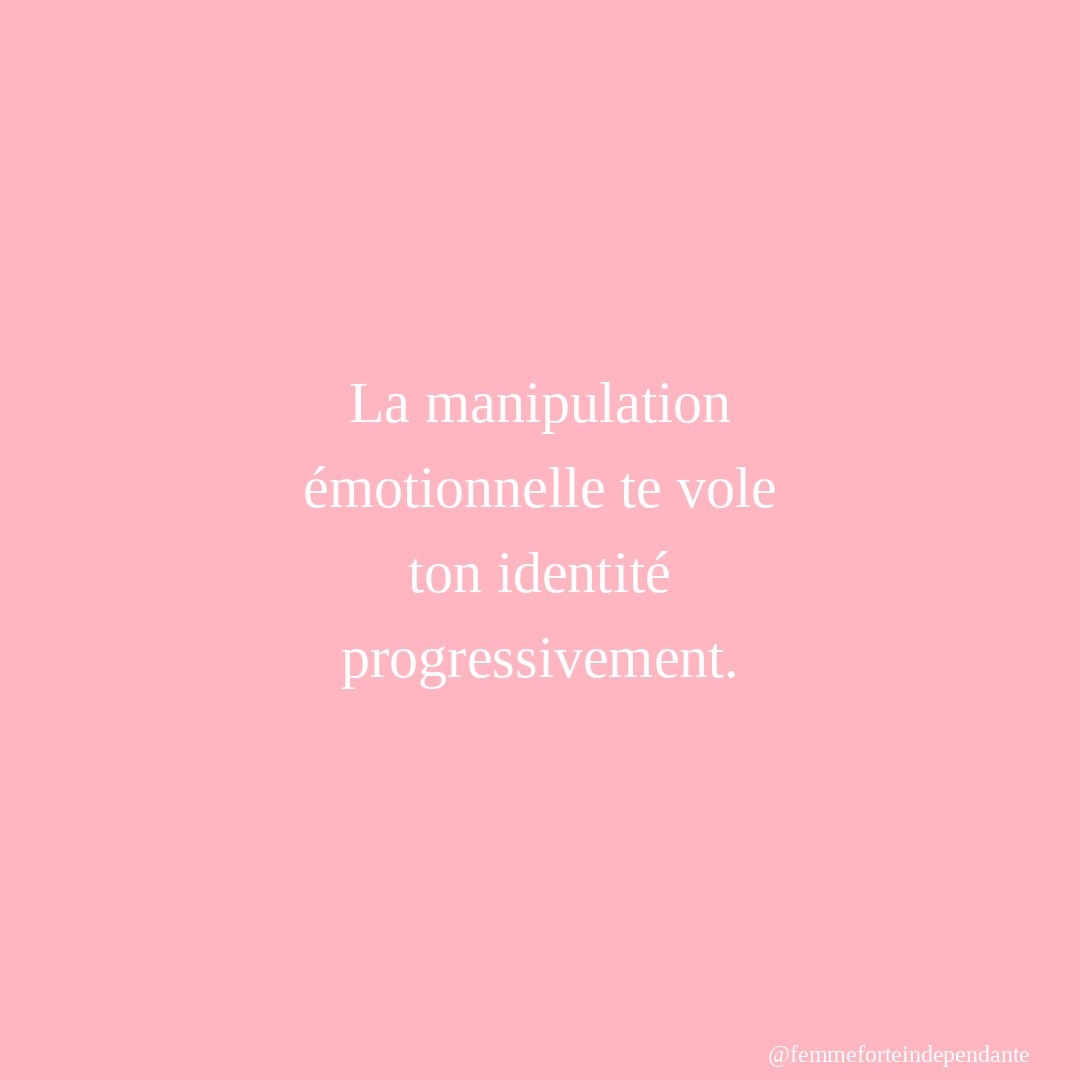 La manipulation
émotionnelle te vole
ton identité
progressivement.
@femmeforteindependante